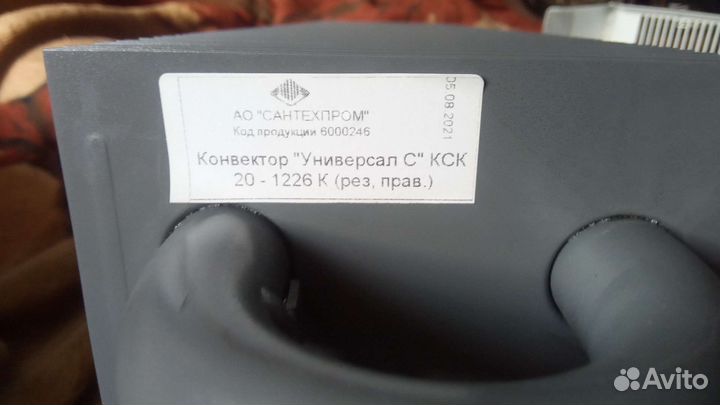 АО "САНТЕХПРОМ"
Код продукции 6000246
05.08.2021
Конвектор "Универсал С" КСК
20 - 1226 К (рез, прав.)
Avito